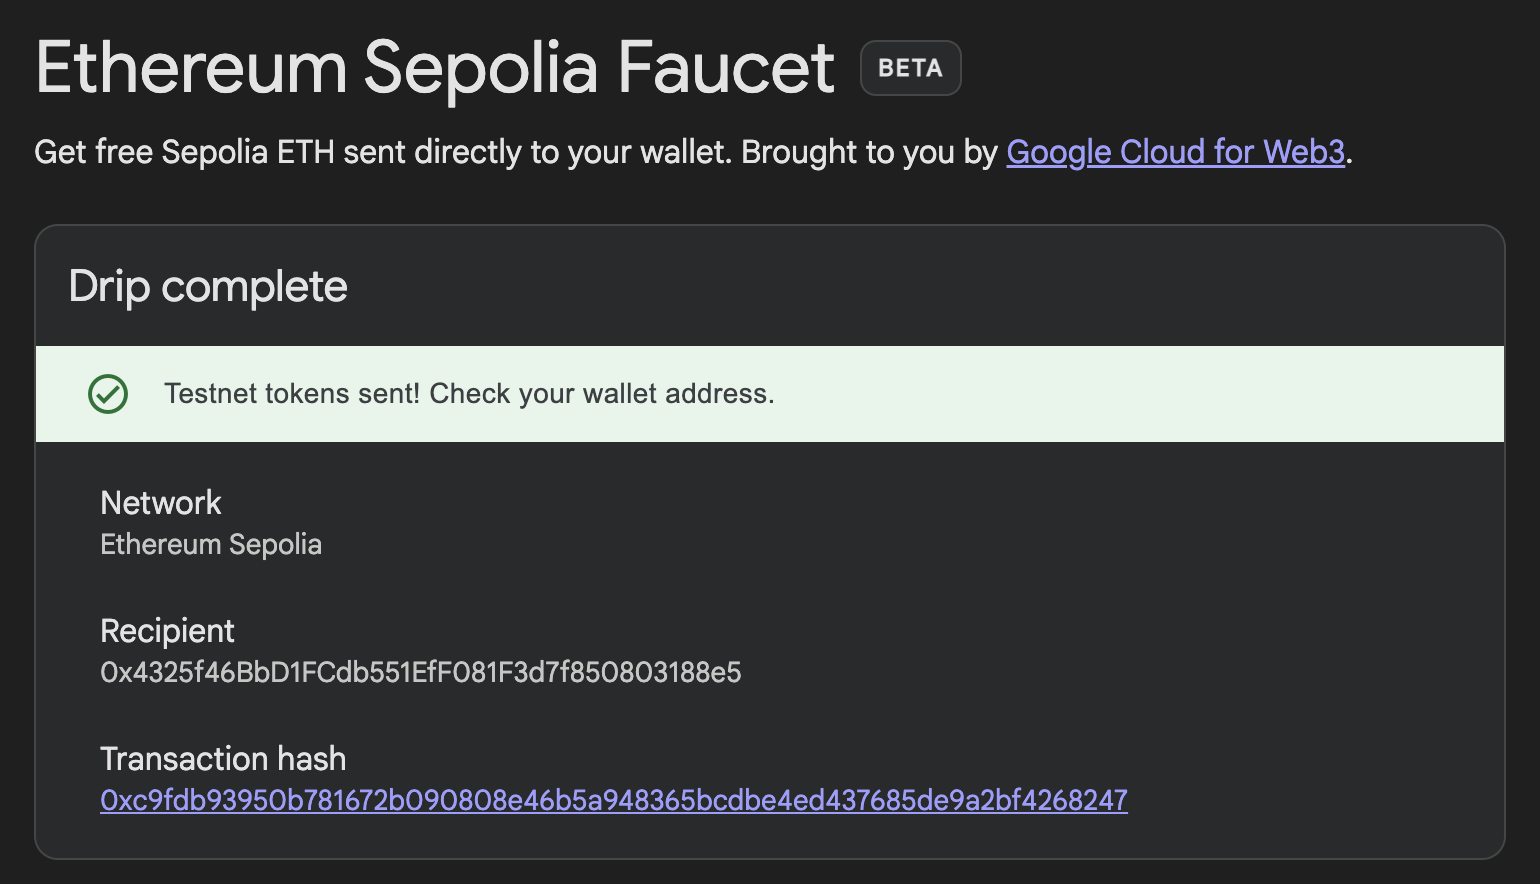 Ethereum Sepolia Faucet BETA
Get free Sepolia ETH sent directly to your wallet. Brought to you by Google Cloud for Web3.
Drip complete
Testnet tokens sent! Check your wallet address.
Network
Ethereum Sepolia
Recipient
0x4325f46BbD1FCdb551EfF081F3d7f850803188e5
Transaction hash
0xc9fdb93950b781672b090808e46b5a948365bcdbe4ed437685de9a2bf4268247